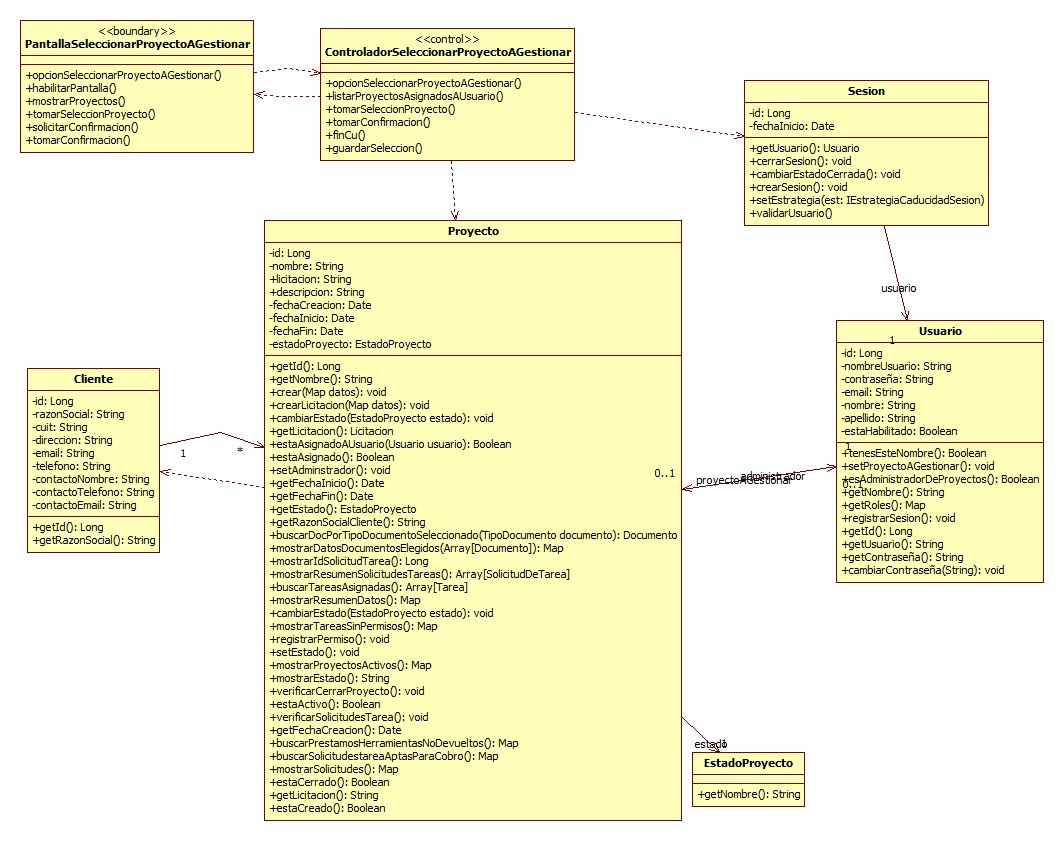 <<boundary>>
PantallaSeleccionarProyectoAGestionar
+opcionSeleccionarProyectoAGestionar()
+habilitarPantalla()
+mostrarProyectos()
+tomarSeleccionProyecto()
+solicitarConfirmacion()
+tomarConfirmacion()
<<control>>
ControladorSeleccionarProyectoAGestionar
+opcionSeleccionarProyectoAGestionar()
+listarProyectosAsignadosAUsuario()
+tomarSeleccionProyecto()
+tomarConfirmacion()
+finCu()
+guardarSeleccion()
Sesion
-id: Long
-fechaInicio: Date
+getUsuario(): Usuario
+cerrarSesion(): void
+cambiarEstadoCerrada(): void
+crearSesion(): void
+setEstrategia(est: IEstrategiaCaducidadSesion)
+validarUsuario()
usuario
1
Proyecto
-id: Long
-nombre: String
+licitacion: String
+descripcion: String
-fechaCreacion: Date
-fechaInicio: Date
-fechaFin: Date
-estadoProyecto: EstadoProyecto
+getId(): Long
+getNombre(): String
+crear(Map datos): void
+crearLicitacion(Map datos): void
+cambiarEstado(EstadoProyecto estado): void
+getLicitacion(): Licitacion
+estaAsignadoAUsuario(Usuario usuario): Boolean
+estaAsignado(): Boolean
+setAdminstrador(): void
+getFechaInicio(): Date
+getFechaFin(): Date
+getEstado(): EstadoProyecto
+getRazonSocialCliente(): String
+buscarDocPorTipoDocumentoSeleccionado(TipoDocumento documento): Documento
+mostrarDatosDocumentosElegidos(Array[Documento]): Map
+mostrarIdSolicitudTarea(): Long
+mostrarResumenSolicitudesTareas(): Array[SolicitudDeTarea]
+buscarTareasAsignadas(): Array[Tarea]
+mostrarResumenDatos(): Map
+cambiarEstado(EstadoProyecto estado): void
+mostrarTareasSinPermisos(): Map
+registrarPermiso(): void
+setEstado(): void
+mostrarProyectosActivos(): Map
+mostrarEstado(): String
+verificarCerrarProyecto(): void
+estaActivo(): Boolean
+verificarSolicitudesTarea(): void
+getFechaCreacion(): Date
+buscarPrestamosHerramientasNoDevueltos(): Map
+buscarSolicitudestareaAptasParaCobro(): Map
+mostrarSolicitudes(): Map
+estaCerrado(): Boolean
+getLicitacion(): String
+estaCreado(): Boolean
Cliente
-id: Long
-razonSocial: String
-cuit: String
-direccion: String
-email: String
-telefono: String
-contactoNombre: String
-contactoTelefono: String
-contactoEmail: String
+getId(): Long
+getRazonSocial(): String
1
*
Usuario
-id: Long
-nombreUsuario: String
-contraseña: String
-email: String
-nombre: String
-apellido: String
-estaHabilitado: Boolean
+tenesEsteNombre(): Boolean
+setProyectoAGestionar(): void
+esAdministradorDeProyectos(): Boolean
+getNombre(): String
+getRoles(): Map
+registrarSesion(): void
+getId(): Long
+getUsuario(): String
+getContraseña(): String
+cambiarContraseña(String): void
1
0..1
0..1
administrador
proyectoAGestionar
estado
1
EstadoProyecto
+getNombre(): String